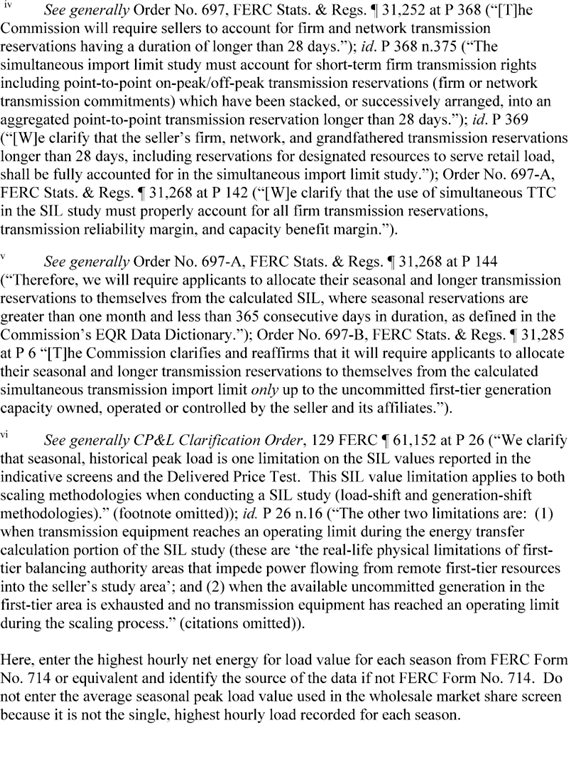 iv See generally Order No. 697, FERC Stats. & Regs. ¶ 31,252 at P 368 (“[T]he
Commission will require sellers to account for firm and network transmission
reservations having a duration of longer than 28 days.”); id. P 368 n.375 (“The
simultaneous import limit study must account for short-term firm transmission rights
including point-to-point on-peak/off-peak transmission reservations (firm or network
transmission commitments) which have been stacked, or successively arranged, into an
aggregated point-to-point transmission reservation longer than 28 days.”); id. P 369
(“[W]e clarify that the seller’s firm, network, and grandfathered transmission reservations
longer than 28 days, including reservations for designated resources to serve retail load,
shall be fully accounted for in the simultaneous import limit study.”); Order No. 697-A,
FERC Stats. & Regs. ¶ 31,268 at P 142 (“[W]e clarify that the use of simultaneous TTC
in the SIL study must properly account for all firm transmission reservations,
transmission reliability margin, and capacity benefit margin.”).
v See generally Order No. 697-A, FERC Stats. & Regs. ¶ 31,268 at P 144
(“Therefore, we will require applicants to allocate their seasonal and longer transmission
reservations to themselves from the calculated SIL, where seasonal reservations are
greater than one month and less than 365 consecutive days in duration, as defined in the
Commission’s EQR Data Dictionary.”); Order No. 697-B, FERC Stats. & Regs. ¶ 31,285
at P 6 “[T]he Commission clarifies and reaffirms that it will require applicants to allocate
their seasonal and longer transmission reservations to themselves from the calculated
simultaneous transmission import limit only up to the uncommitted first-tier generation
capacity owned, operated or controlled by the seller and its affiliates.”).
vi See generally CP&L Clarification Order, 129 FERC ¶ 61,152 at P 26 (“We clarify
that seasonal, historical peak load is one limitation on the SIL values reported in the
indicative screens and the Delivered Price Test. This SIL value limitation applies to both
scaling methodologies when conducting a SIL study (load-shift and generation-shift
methodologies).” (footnote omitted)); id. P 26 n.16 (“The other two limitations are: (1)
when transmission equipment reaches an operating limit during the energy transfer
calculation portion of the SIL study (these are ‘the real-life physical limitations of first-
tier balancing authority areas that impede power flowing from remote first-tier resources
into the seller’s study area’; and (2) when the available uncommitted generation in the
first-tier area is exhausted and no transmission equipment has reached an operating limit
during the scaling process.” (citations omitted)).
Here, enter the highest hourly net energy for load value for each season from FERC Form
No. 714 or equivalent and identify the source of the data if not FERC Form No. 714. Do
not enter the average seasonal peak load value used in the wholesale market share screen
because it is not the single, highest hourly load recorded for each season.